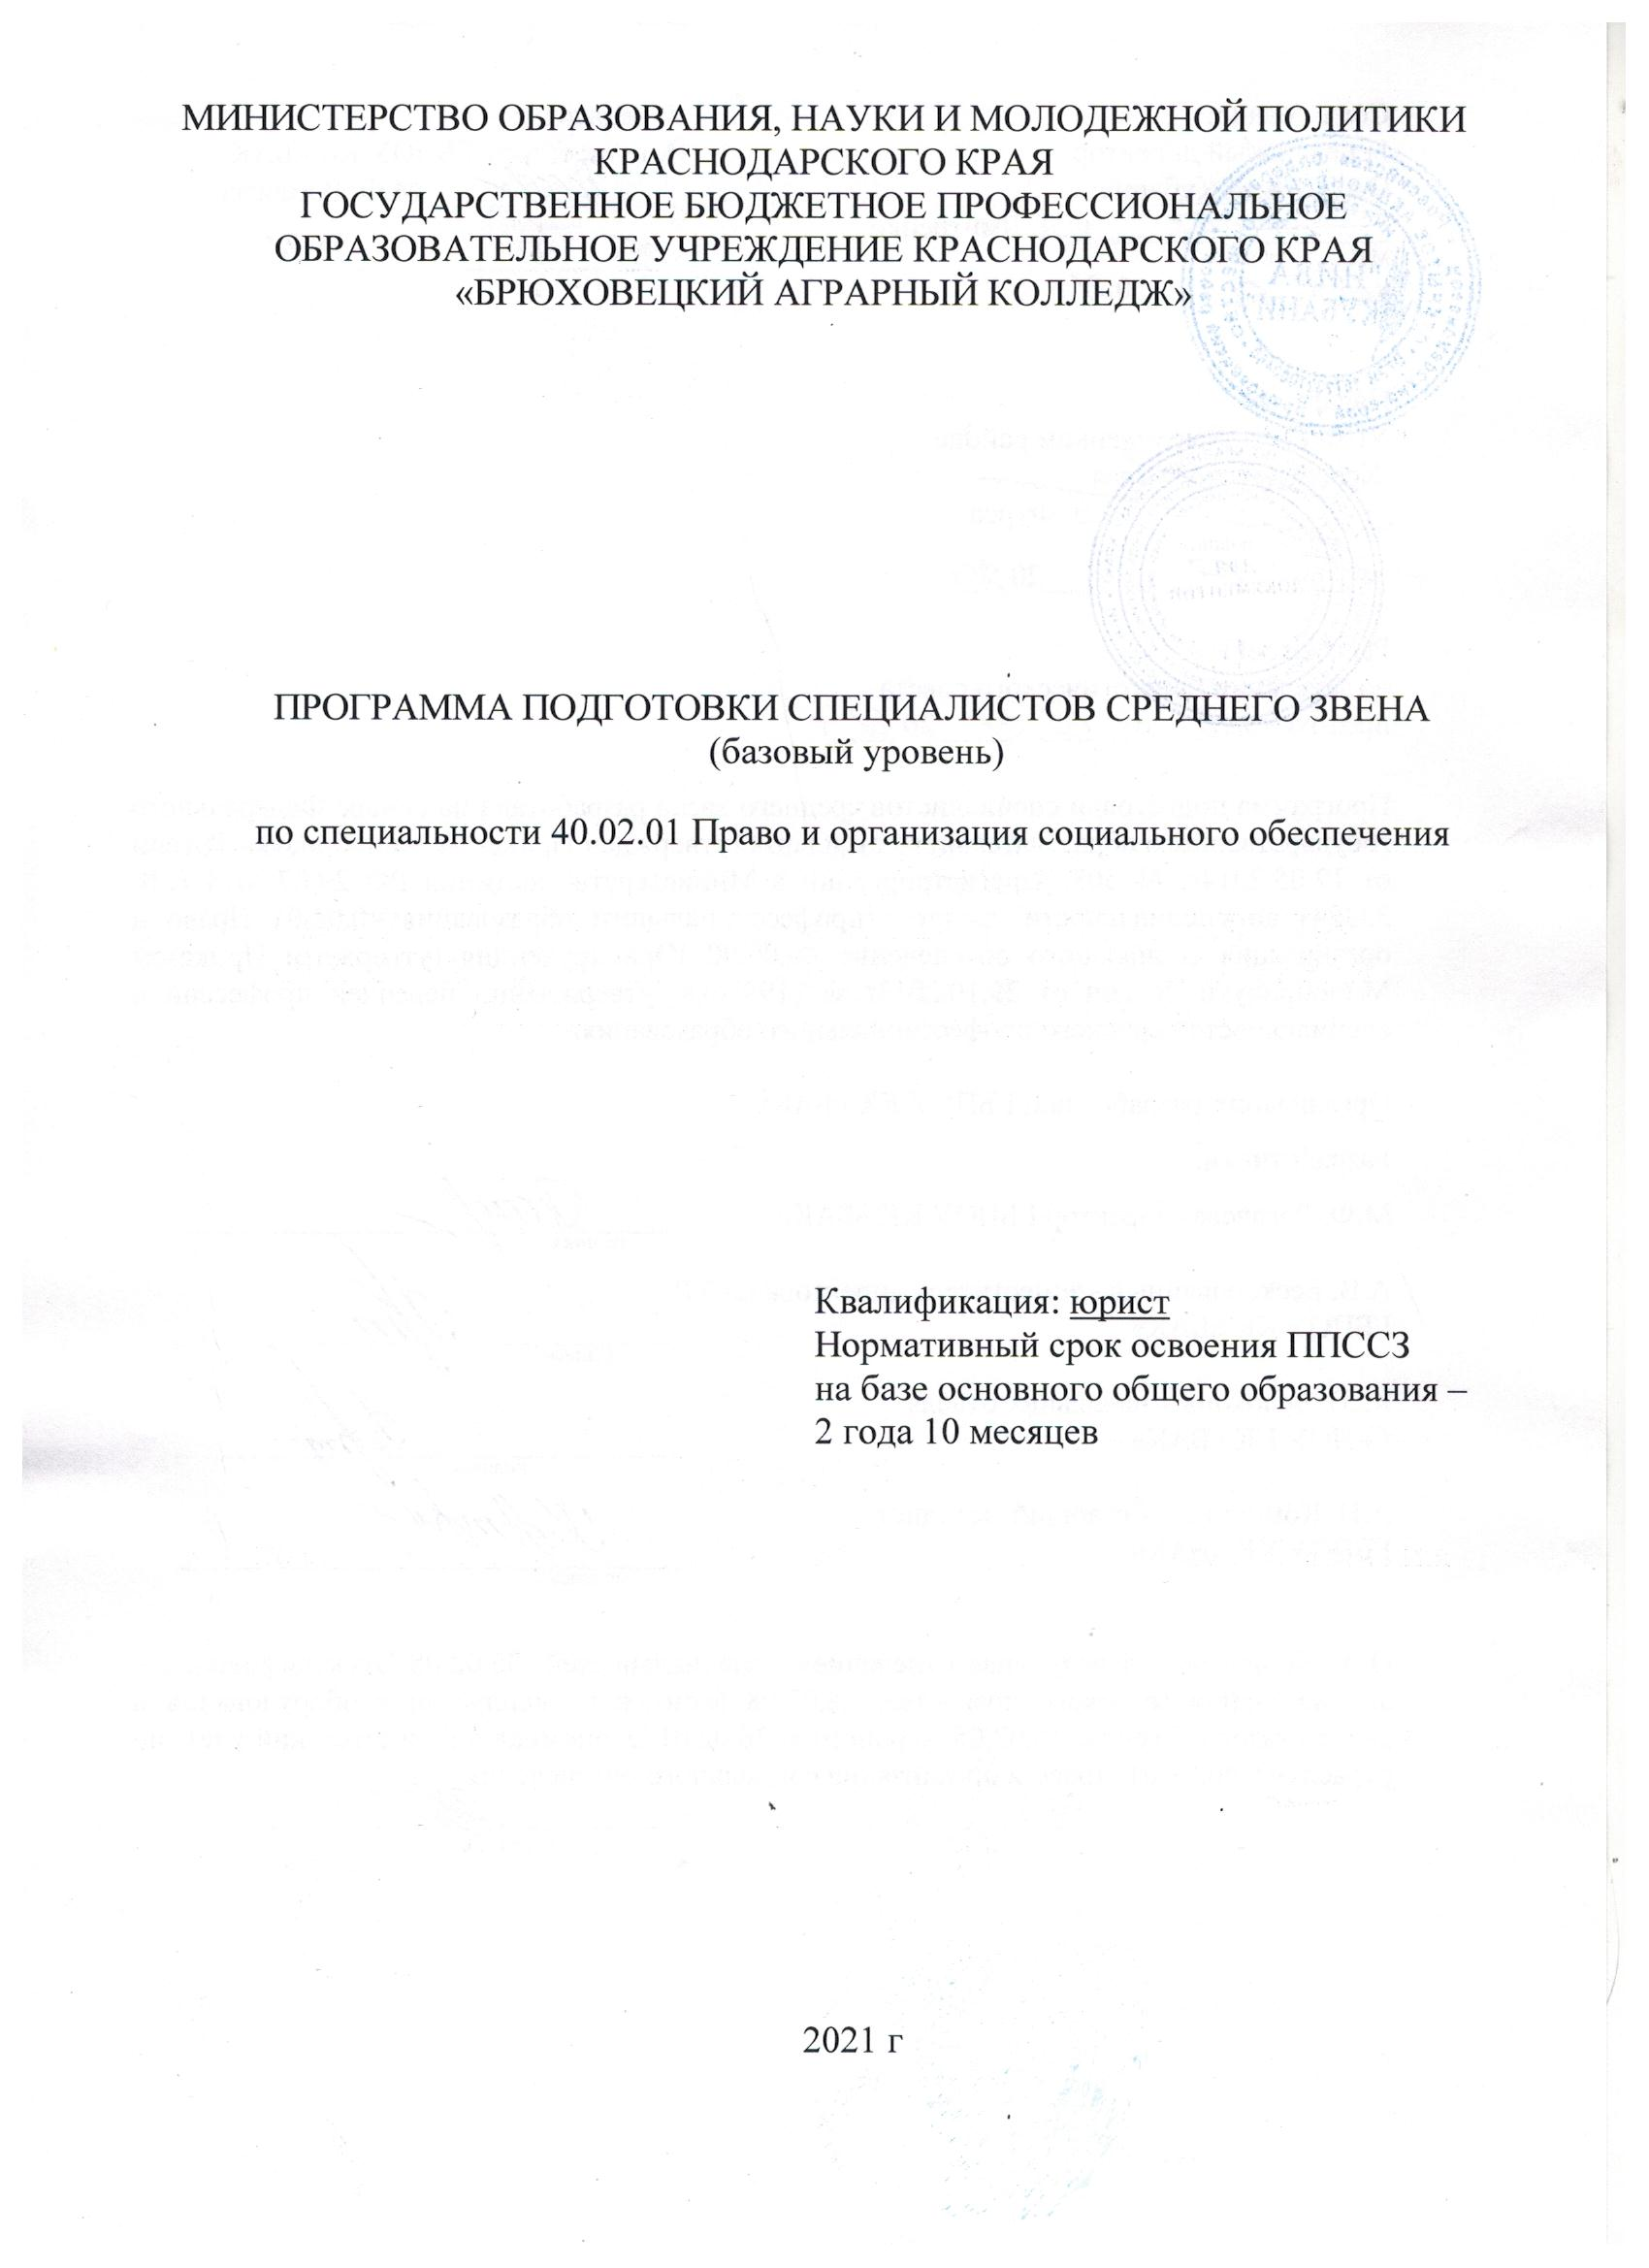 МИНИСТЕРСТВО ОБРАЗОВАНИЯ, НАУКИ И МОЛОДЕЖНОЙ ПОЛИТИКИ
КРАСНОДАРСКОГО КРАЯ
ГОСУДАРСТВЕННОЕ БЮДЖЕТНОЕ ПРОФЕССИОНАЛЬНОЕ
ОБРАЗОВАТЕЛЬНОЕ УЧРЕЖДЕНИЕ КРАСНОДАРСКОГО КРАЯ
«БРЮХОВЕЦКИЙ АГРАРНЫЙ КОЛЛЕДЖ»
ПРОГРАММА ПОДГОТОВКИ СПЕЦИАЛИСТОВ СРЕДНЕГО ЗВЕНА
(базовый уровень)
по специальности 40.02.01 Право и организация социального обеспечения
Квалификация: юрист
Нормативный срок освоения ППССЗ
на базе основного общего образования –
2 года 10 месяцев
2021 г